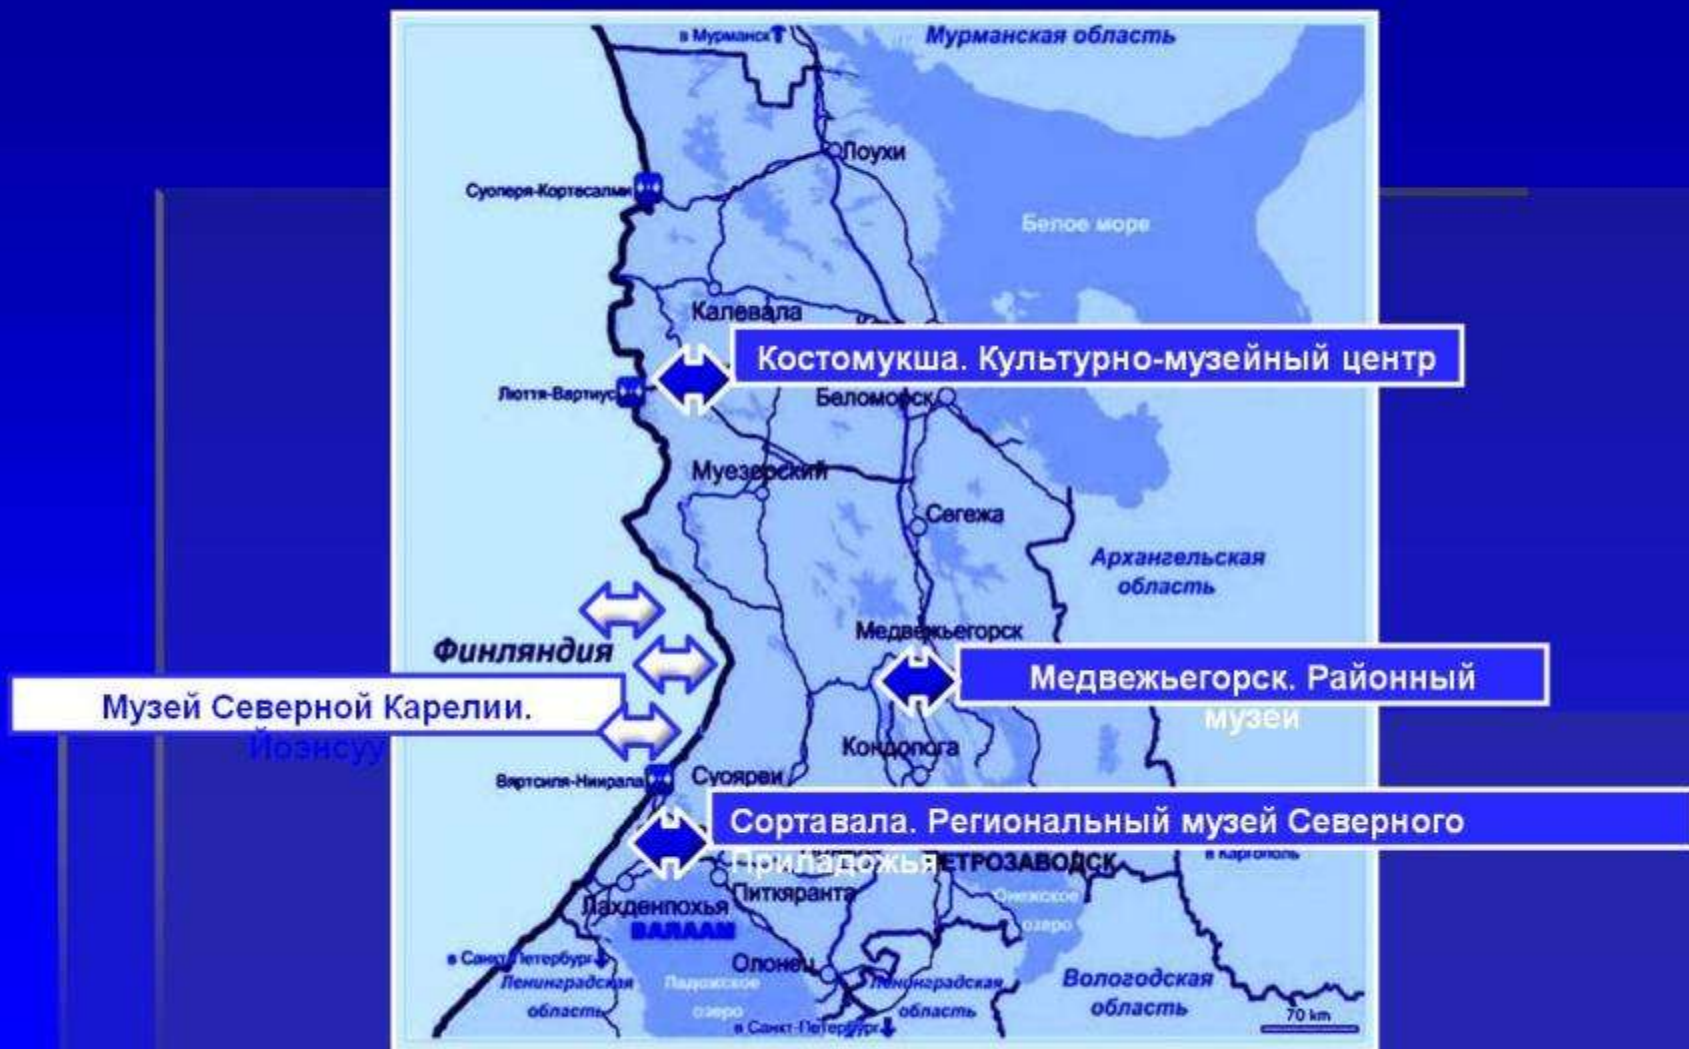 в Мурманск
Мурманская область
Лоухи
Суоперя-Кортесалми
Белое море
Калевала
Костомукша. Культурно-музейный центр
Люття-Вартиус
Беломорск
Муезерский
Сегежа
Архангельская
область
Медвежьегорск
Финляндия
Медвежьегорск. Районный
музей
Музей Северной Карелии.
Йоэнсуу
Кондопога
Вяртсиля-Ниирала
Суоярви
Сортавала. Региональный музей Северного
Приладожья
ЕТРОЗАВОДСК
в Каргополь
Питкяранта
Онежское
озеро
Лахденпохья
ВАЛААМ
в Санкт-Петербург
Олонец
Ленинградская
область
Ладожское
озеро
Ленинградская
область
Вологодская
область
в Санкт-Петербург
70 km